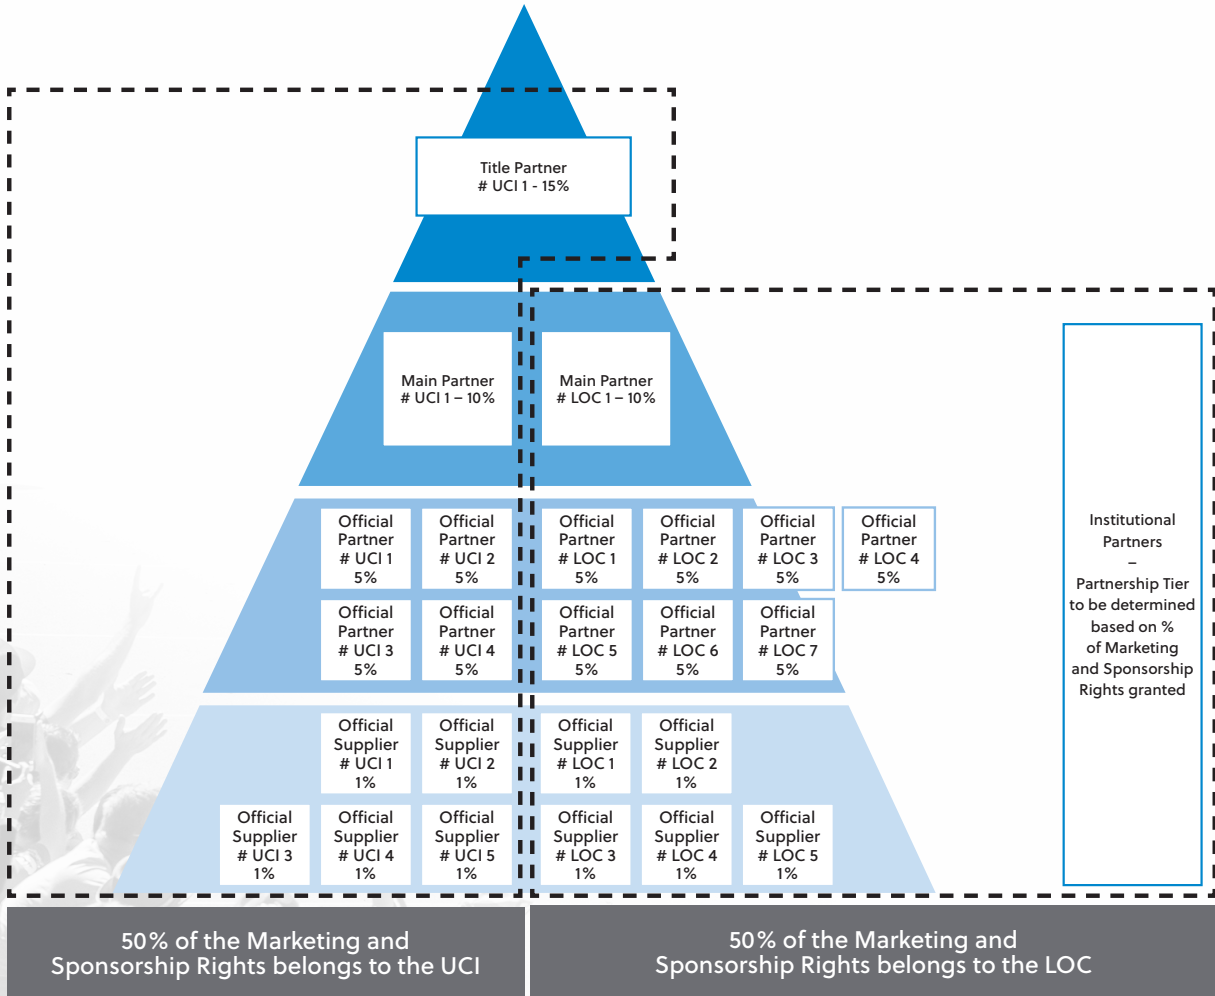 Title Partner
# UCI 1 - 15%
Main Partner
# UCI 1 – 10%
Main Partner
# LOC 1 – 10%
Official
Partner
# UCI 1
5%
Official
Partner
# UCI 2
5%
Official
Partner
# LOC 1
5%
Official
Partner
# LOC 2
5%
Official
Partner
# LOC 3
5%
Official
Partner
# LOC 4
5%
Official
Partner
# UCI 3
5%
Official
Partner
# UCI 4
5%
Official
Partner
# LOC 5
5%
Official
Partner
# LOC 6
5%
Official
Partner
# LOC 7
5%
Official
Supplier
# UCI 1
1%
Official
Supplier
# UCI 2
1%
Official
Supplier
# LOC 1
1%
Official
Supplier
# LOC 2
1%
Official
Supplier
# UCI 3
1%
Official
Supplier
# UCI 4
1%
Official
Supplier
# UCI 5
1%
Official
Supplier
# LOC 3
1%
Official
Supplier
# LOC 4
1%
Official
Supplier
# LOC 5
1%
Institutional
Partners
–
Partnership Tier
to be determined
based on %
of Marketing
and Sponsorship
Rights granted
50% of the Marketing and
Sponsorship Rights belongs to the UCI
50% of the Marketing and
Sponsorship Rights belongs to the LOC